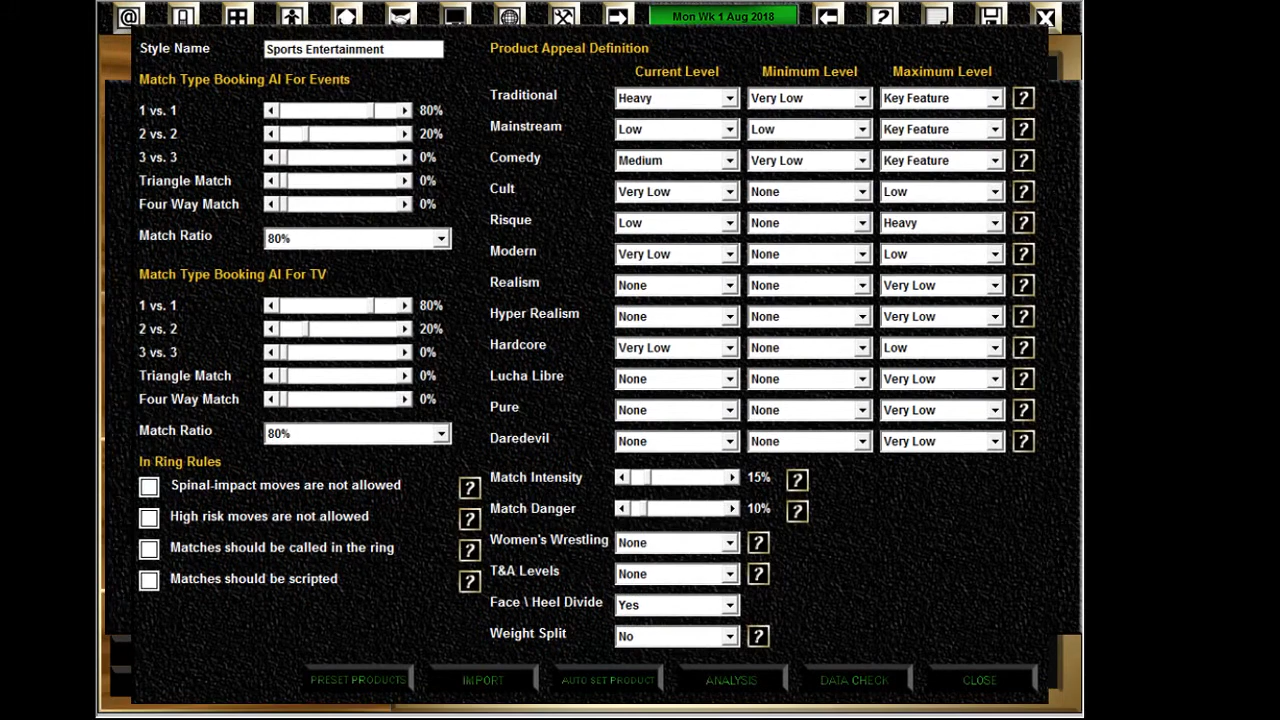 Mon Wk 1 Aug 2018
Style Name Sports Entertainment
Match Type Booking AI For Events
1 vs. 1 80%
2 vs. 2 20%
3 vs. 3 0%
Triangle Match 0%
Four Way Match 0%
Match Ratio 80%
Match Type Booking AI For TV
1 vs. 1 80%
2 vs. 2 20%
3 vs. 3 0%
Triangle Match 0%
Four Way Match 0%
Match Ratio 80%
In Ring Rules
Spinal-impact moves are not allowed ?
High risk moves are not allowed ?
Matches should be called in the ring ?
Matches should be scripted ?
Product Appeal Definition
Current Level Minimum Level Maximum Level
Traditional Heavy Very Low Key Feature ?
Mainstream Low Low Key Feature ?
Comedy Medium Very Low Key Feature ?
Cult Very Low None Low ?
Risque Low None Heavy ?
Modern Very Low None Low ?
Realism None None Very Low ?
Hyper Realism None None Very Low ?
Hardcore Very Low None Low ?
Lucha Libre None None Very Low ?
Pure None None Very Low ?
Daredevil None None Very Low ?
Match Intensity 15% ?
Match Danger 10% ?
Women's Wrestling None ?
T&A Levels None ?
Face \ Heel Divide Yes
Weight Split No ?
PRESET PRODUCTS IMPORT AUTO SET PRODUCT ANALYSIS DATA CHECK CLOSE